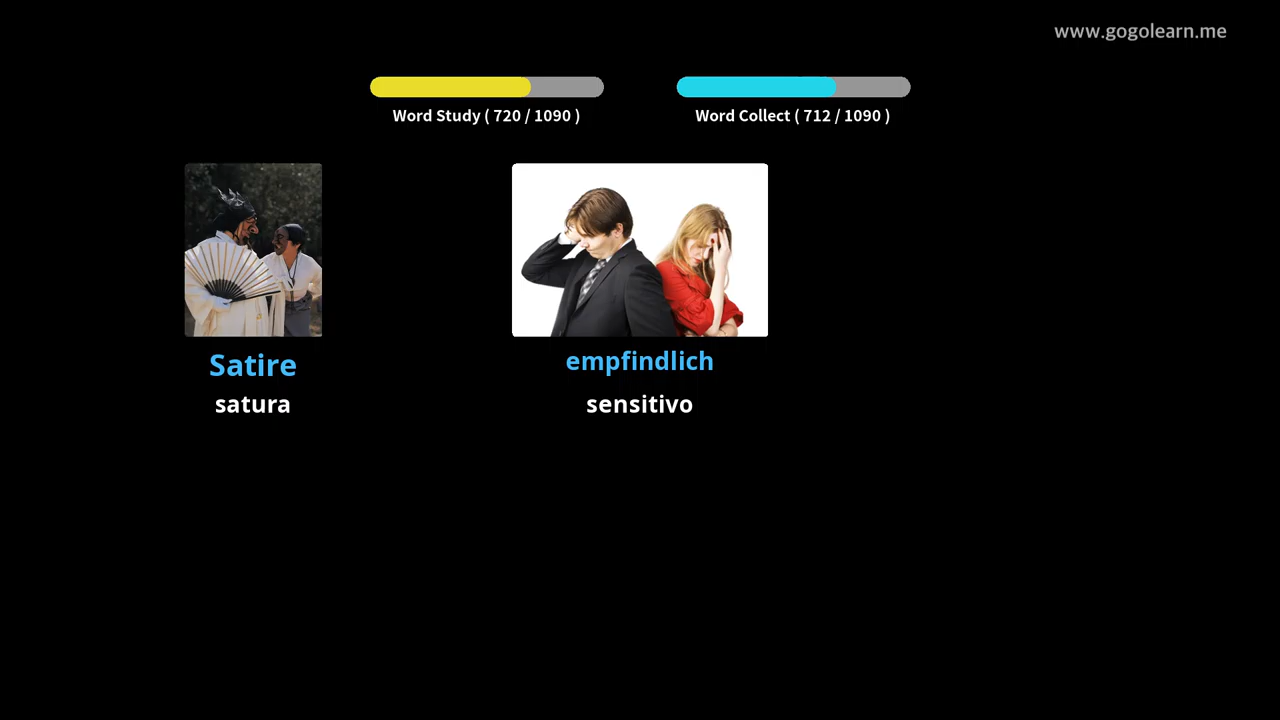 www.gogolearn.me
Word Study ( 720 / 1090 )
Word Collect ( 712 / 1090 )
Satire
satura
empfindlich
sensitivo